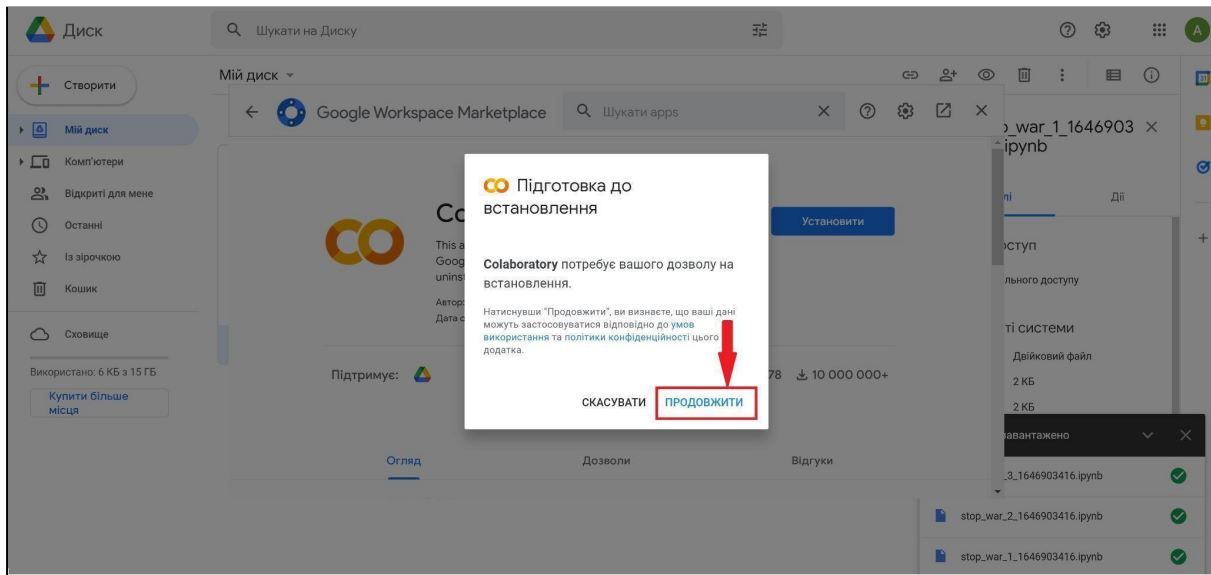 Диск
Шукати на Диску
A
Створити
Мій диск
Мій диск
Комп'ютери
Відкриті для мене
Останні
Із зірочкою
Кошик
Сховище
Використано: 6 КБ з 15 ГБ
Купити більше
місця
Google Workspace Marketplace
Шукати apps
Co
This a
Goog
unins
Автор:
Дата о
Установити
Підтримує:
78
10 000 000+
Огляд
Дозволи
Відгуки
Підготовка до
встановлення
Colaboratory потребує вашого дозволу на
встановлення.
Натиснувши "Продовжити", ви визнаєте, що ваші дані
можуть застосовуватися відповідно до умов
використання та політики конфіденційності цього
додатка.
СКАСУВАТИ
ПРОДОВЖИТИ
_war_1_1646903
ipynb
Дії
оступ
льного доступу
ті системи
Двійковий файл
2 КБ
2 КБ
завантажено
_3_1646903416.ipynb
stop_war_2_1646903416.ipynb
stop_war_1_1646903416.ipynb